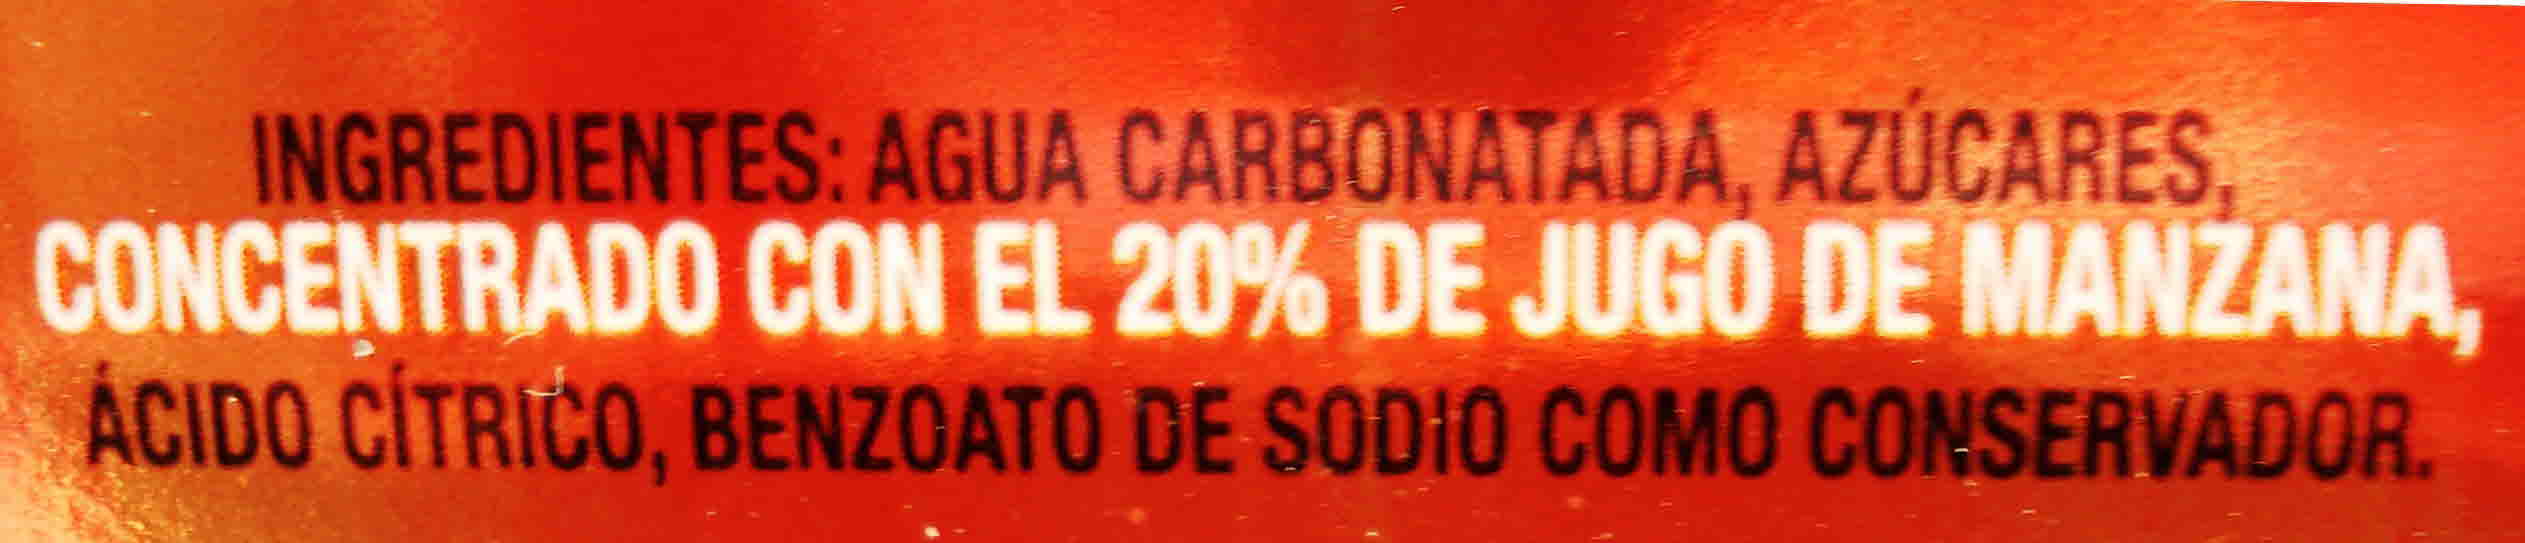 INGREDIENTES: AGUA CARBONATADA, AZÚCARES,
CONCENTRADO CON EL 20% DE JUGO DE MANZANA,
ÁCIDO CÍTRICO, BENZOATO DE SODIO COMO CONSERVADOR.